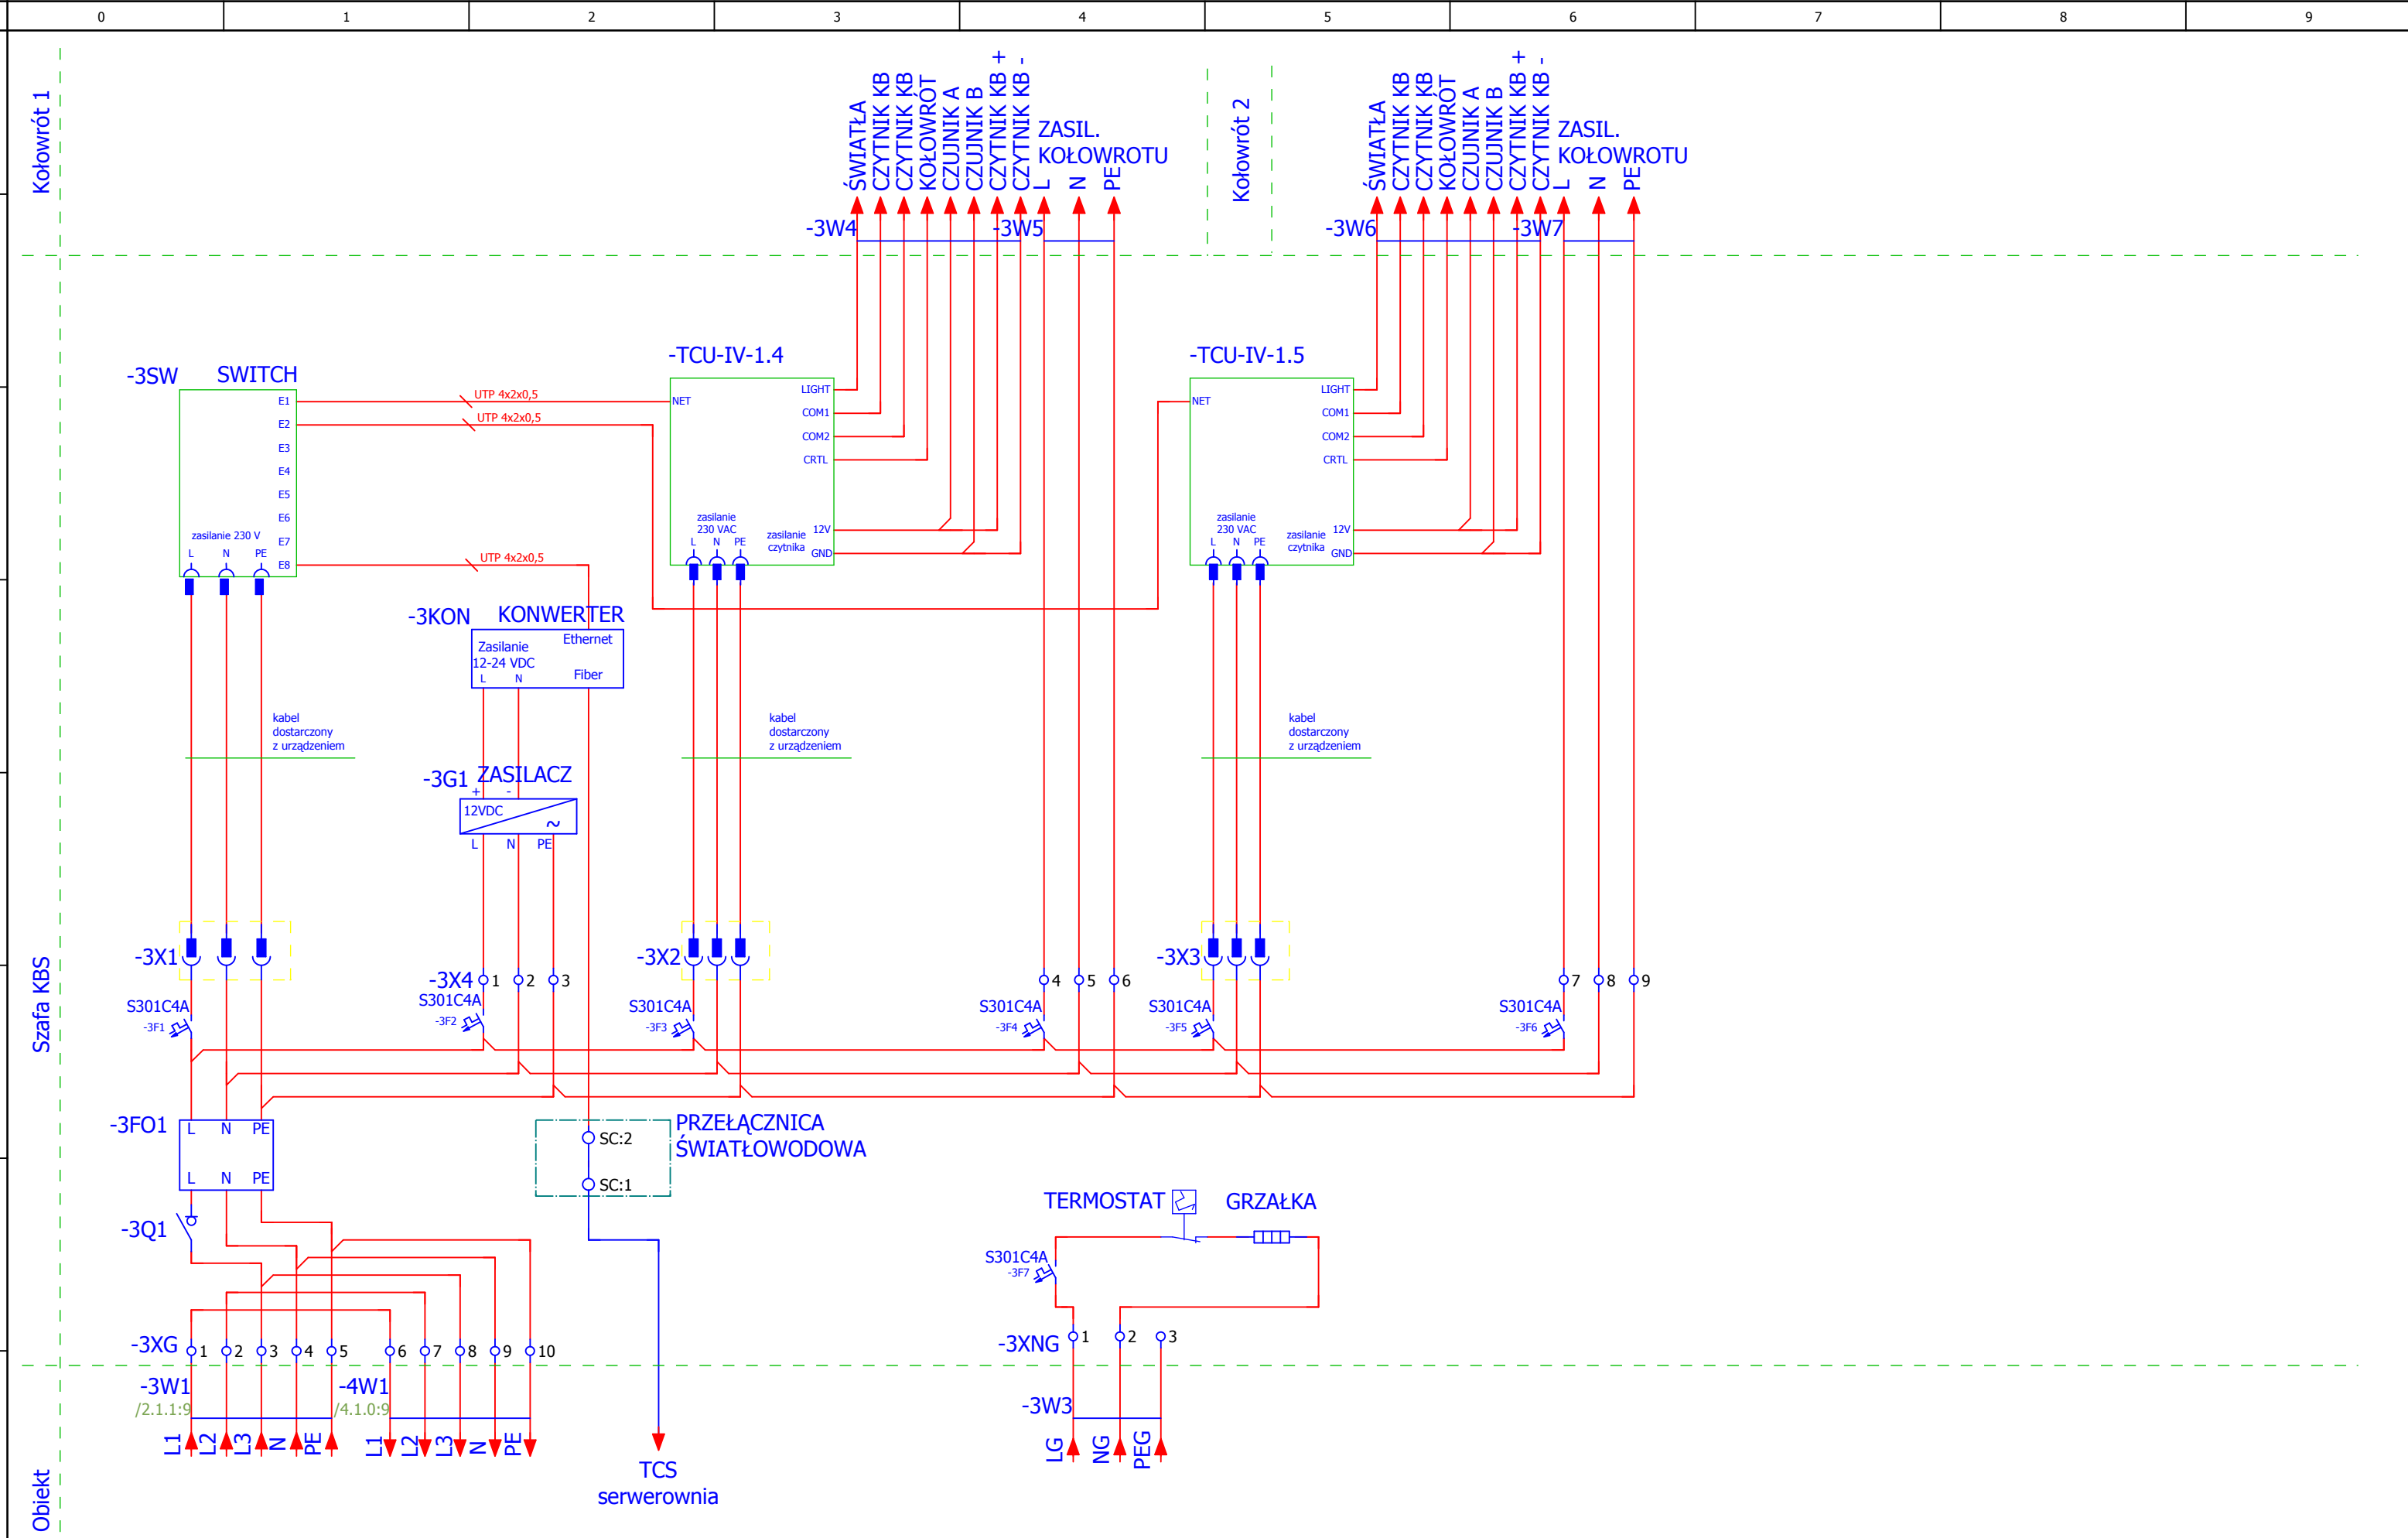 0 1 2 3 4 5 6 7 8 9
Kołowrót 1
ŚWIATŁA
CZYTNIK KB
CZYTNIK KB
KOŁOWRÓT
CZUJNIK A
CZUJNIK B
CZYTNIK KB +
CZYTNIK KB -
ZASIL.
KOŁOWROTU
L
N
PE
-3W4
-3W5
Kołowrót 2
ŚWIATŁA
CZYTNIK KB
CZYTNIK KB
KOŁOWRÓT
CZUJNIK A
CZUJNIK B
CZYTNIK KB +
CZYTNIK KB -
ZASIL.
KOŁOWROTU
L
N
PE
-3W6
-3W7
-3SW SWITCH
E1
E2
E3
E4
E5
E6
E7
E8
zasilanie 230 V
L N PE
UTP 4x2x0,5
UTP 4x2x0,5
UTP 4x2x0,5
-TCU-IV-1.4
NET
LIGHT
COM1
COM2
CRTL
12V
GND
zasilanie
230 VAC
L N PE
zasilanie
czytnika
-TCU-IV-1.5
NET
LIGHT
COM1
COM2
CRTL
12V
GND
zasilanie
230 VAC
L N PE
zasilanie
czytnika
-3KON KONWERTER
Ethernet
Zasilanie
12-24 VDC
L N
Fiber
kabel
dostarczony
z urządzeniem
kabel
dostarczony
z urządzeniem
kabel
dostarczony
z urządzeniem
-3G1 ZASILACZ
+ -
12VDC
~
L N PE
Szafa KBS
-3X1
-3X4 1 2 3
-3X2
4 5 6
-3X3
7 8 9
S301C4A
-3F1
S301C4A
-3F2
S301C4A
-3F3
S301C4A
-3F4
S301C4A
-3F5
S301C4A
-3F6
-3FO1
L N PE
L N PE
SC:2
SC:1
PRZEŁĄCZNICA
ŚWIATŁOWODOWA
-3Q1
TERMOSTAT
GRZAŁKA
S301C4A
-3F7
-3XG 1 2 3 4 5 6 7 8 9 10
-3XNG 1 2 3
-3W1
/2.1.1:9
-4W1
/4.1.0:9
-3W3
L1 L2 L3 N PE
L1 L2 L3 N PE
LG NG PEG
TCS
serwerownia
Obiekt